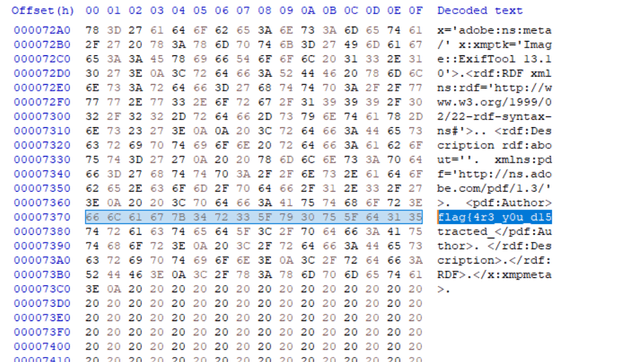 Offset(h) 00 01 02 03 04 05 06 07 08 09 0A 0B 0C 0D 0E 0F Decoded text
000072A0 78 3D 27 61 64 6F 62 65 3A 6E 73 3A 6D 65 74 61 x='adobe:ns:meta
000072B0 2F 27 20 78 3A 78 6D 70 74 6B 3D 27 49 6D 61 67 /' x:xmptk='Imag
000072C0 65 3A 3A 45 78 69 66 54 6F 6F 6C 20 31 33 2E 31 e::ExifTool 13.1
000072D0 30 27 3E 0A 3C 72 64 66 3A 52 44 46 20 78 6D 6C 0'>.<rdf:RDF xml
000072E0 6E 73 3A 72 64 66 3D 27 68 74 74 70 3A 2F 2F 77 ns:rdf='http://w
000072F0 77 77 2E 77 33 2E 6F 72 67 2F 31 39 39 39 2F 30 ww.w3.org/1999/0
00007300 32 2F 32 32 2D 72 64 66 2D 73 79 6E 74 61 78 2D 2/22-rdf-syntax-
00007310 6E 73 23 27 3E 0A 0A 20 3C 72 64 66 3A 44 65 73 ns#'>.. <rdf:Des
00007320 63 72 69 70 74 69 6F 6E 20 72 64 66 3A 61 62 6F cription rdf:abo
00007330 75 74 3D 27 27 0A 20 20 78 6D 6C 6E 73 3A 70 64 ut=''.  xmlns:pd
00007340 66 3D 27 68 74 74 70 3A 2F 2F 6E 73 2E 61 64 6F f='http://ns.ado
00007350 62 65 2E 63 6F 6D 2F 70 64 66 2F 31 2E 33 2F 27 be.com/pdf/1.3/'
00007360 3E 0A 20 20 3C 70 64 66 3A 41 75 74 68 6F 72 3E >.  <pdf:Author>
00007370 66 6C 61 67 7B 34 72 33 5F 79 30 75 5F 64 31 35 flag{4r3_y0u_d15
00007380 74 72 61 63 74 65 64 5F 3C 2F 70 64 66 3A 41 75 tracted_</pdf:Au
00007390 74 68 6F 72 3E 0A 20 3C 2F 72 64 66 3A 44 65 73 thor>. </rdf:Des
000073A0 63 72 69 70 74 69 6F 6E 3E 0A 3C 2F 72 64 66 3A cription>.</rdf:
000073B0 52 44 46 3E 0A 3C 2F 78 3A 78 6D 70 6D 65 74 61 RDF>.</x:xmpmeta
000073C0 3E 0A 20 20 20 20 20 20 20 20 20 20 20 20 20 20 >.
000073D0 20 20 20 20 20 20 20 20 20 20 20 20 20 20 20 20
000073E0 20 20 20 20 20 20 20 20 20 20 20 20 20 20 20 20
000073F0 20 20 20 20 20 20 20 20 20 20 20 20 20 20 20 20
00007400 20 20 20 20 20 20 20 20 20 20 20 20 20 20 20 20
00007410 20 20 20 20 20 20 20 20 20 20 20 20 20 20 20 20